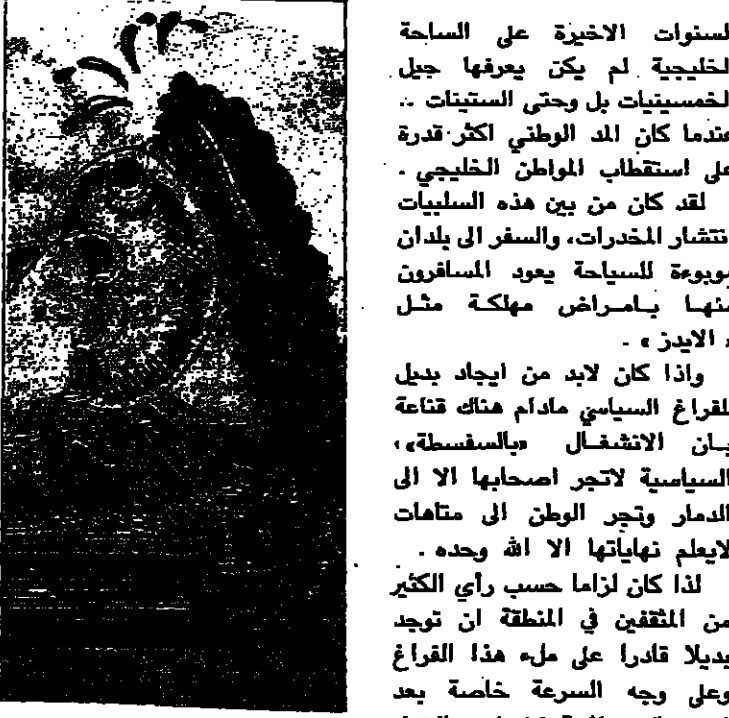 السنوات الاخيرة على الساحة
الخليجية لم يكن يعرفها جيل
الخمسينيات بل وحتى الستينات ..
عندما كان المد الوطني اكثر قدرة
على استقطاب المواطن الخليجي .
لقد كان من بين هذه السلبيات
انتشار المخدرات، والسفر الى بلدان
موبوءة للسياحة يعود المسافرون
منها بامراض مهلكة مثل
« الايدز » .
واذا كان لابد من ايجاد بديل
للفراغ السياسي مادام هناك قناعة
بان الانشغال «بالسفسطة»،
السياسية لاتجر اصحابها الا الى
الدمار وتجر الوطن الى متاهات
لايعلم نهاياتها الا الله وحده .
لذا كان لزاما حسب رأي الكثير
من المثقفين في المنطقة ان توجد
بديلا قادرا على ملء هذا الفراغ
وعلى وجه السرعة خاصة بعد